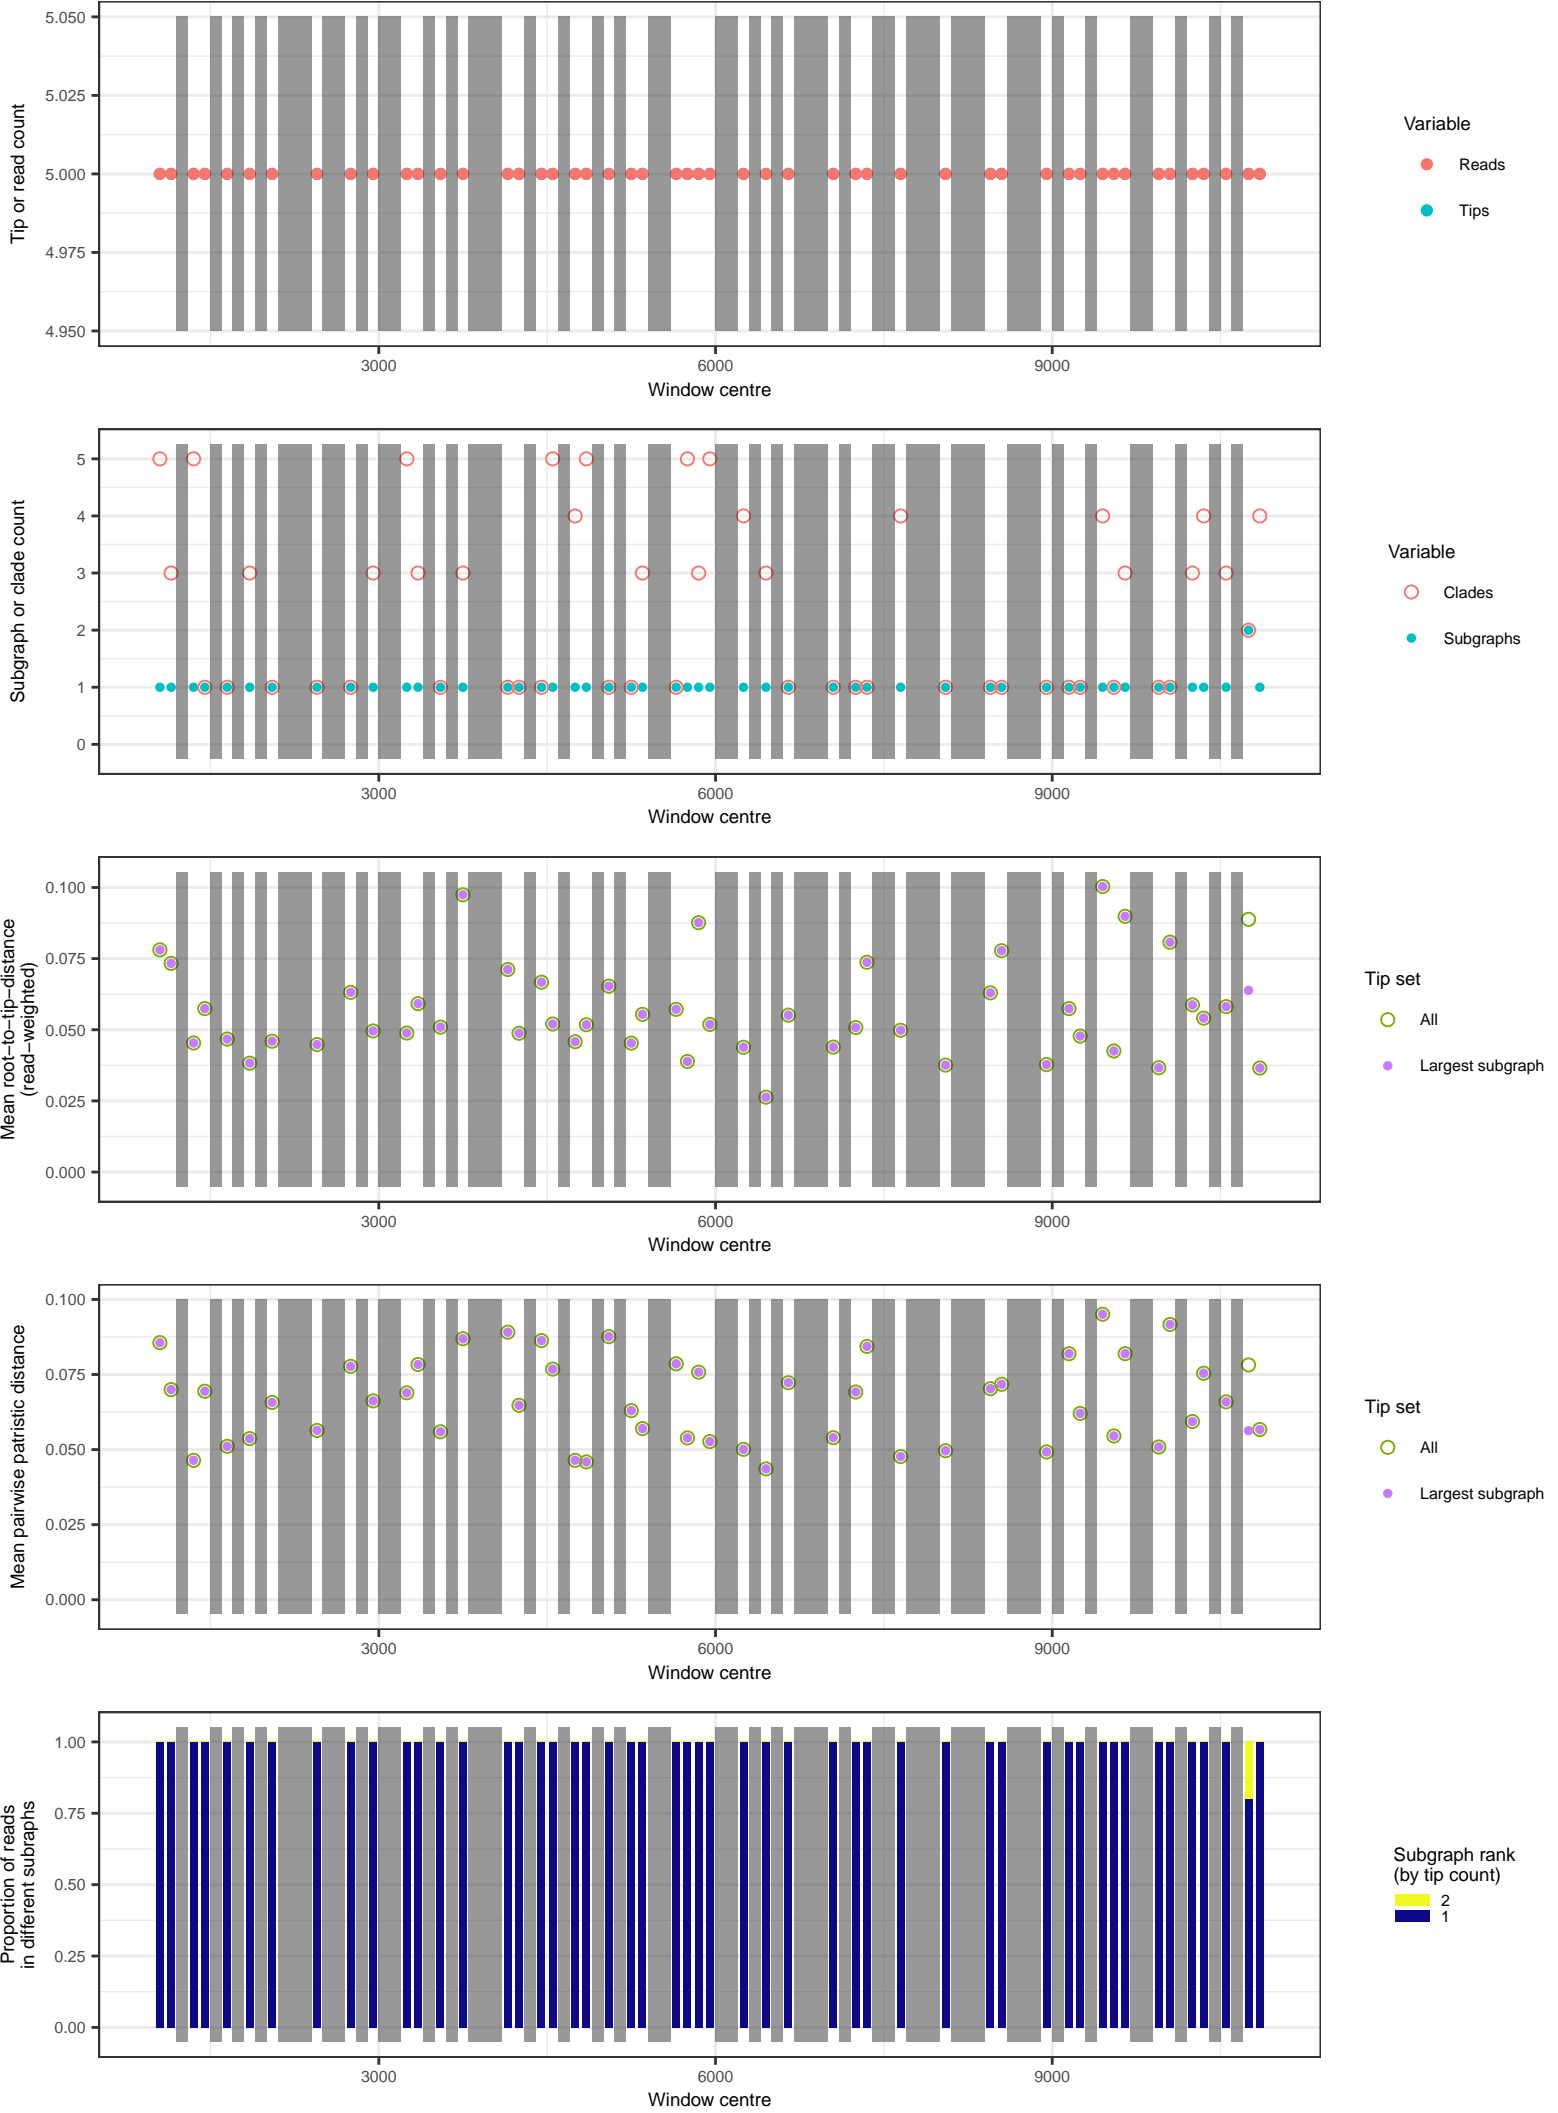 5.050
5.025
5.000
4.975
4.950
Tip or read count
3000
6000
9000
Window centre
Variable
Reads
Tips
5
4
3
2
1
0
Subgraph or clade count
3000
6000
9000
Window centre
Variable
Clades
Subgraphs
0.100
0.075
0.050
0.025
0.000
Mean root−to−tip−distance
(read−weighted)
3000
6000
9000
Window centre
Tip set
All
Largest subgraph
0.100
0.075
0.050
0.025
0.000
Mean pairwise patristic distance
3000
6000
9000
Window centre
Tip set
All
Largest subgraph
1.00
0.75
0.50
0.25
0.00
Proportion of reads
in different subraphs
3000
6000
9000
Window centre
Subgraph rank
(by tip count)
2
1